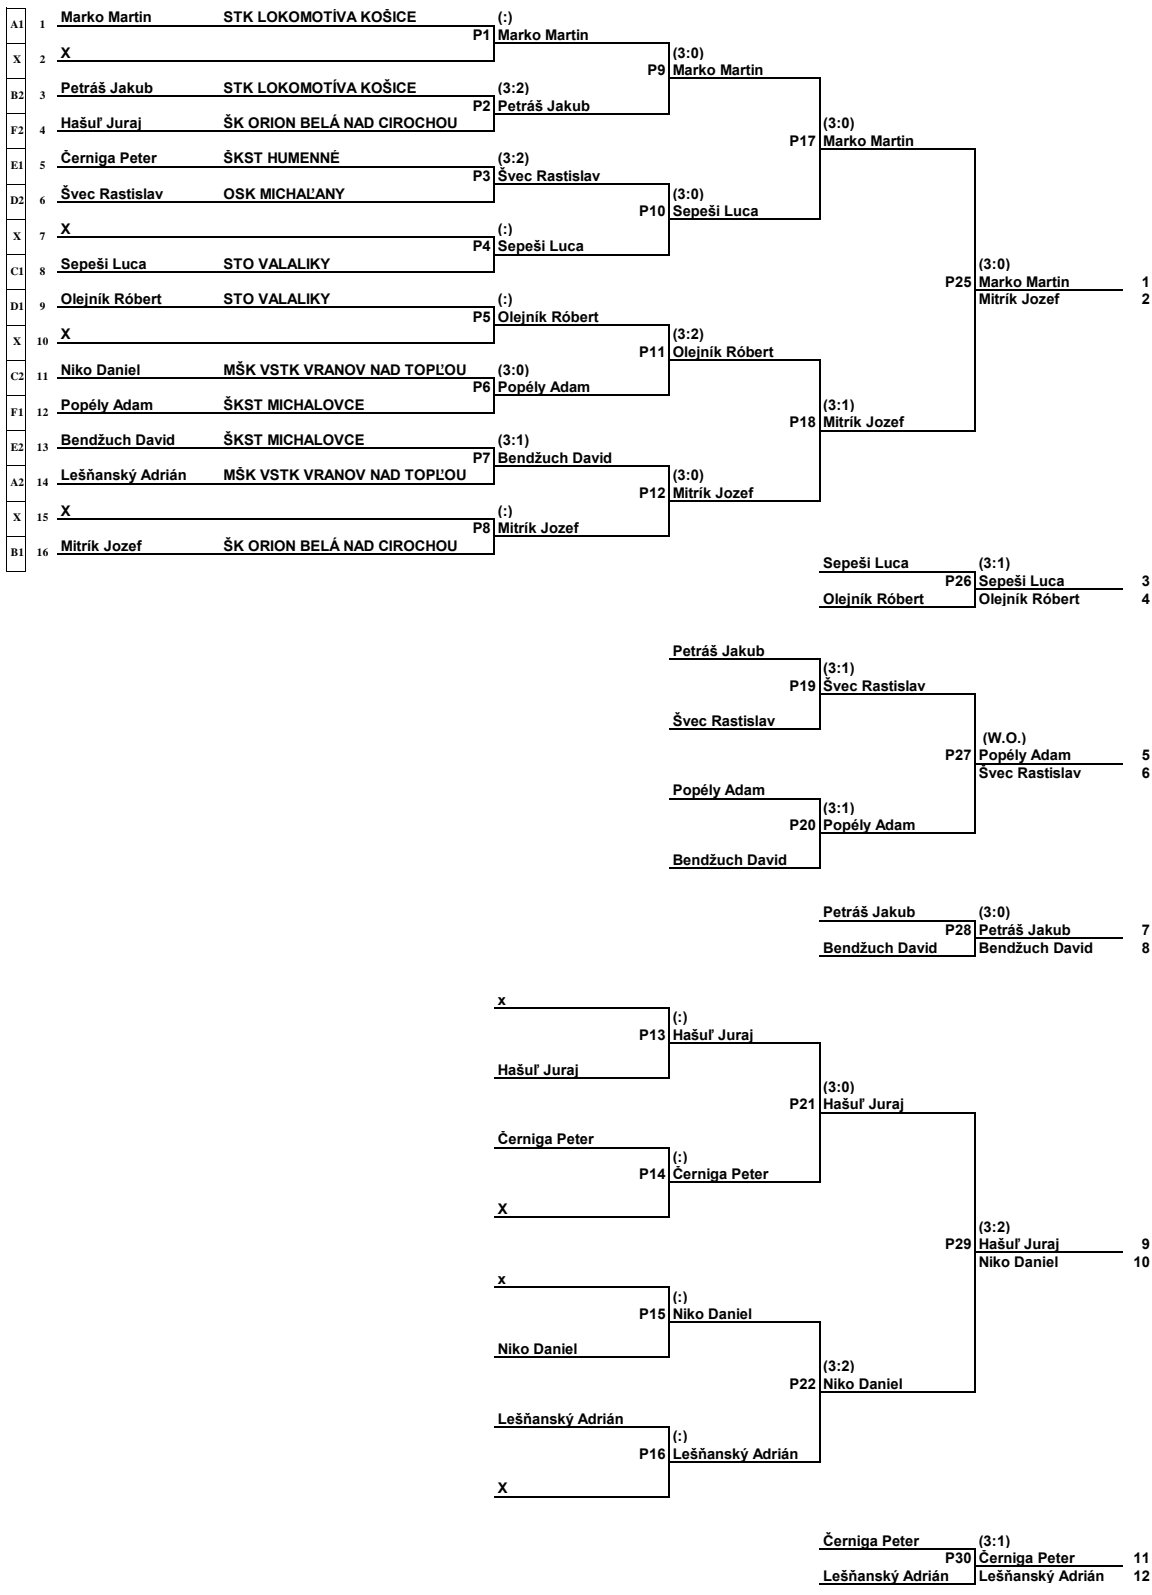 A1 1 Marko Martin STK LOKOMOTÍVA KOŠICE (:)
P1 Marko Martin
X 2 X (3:0)
P9 Marko Martin
B2 3 Petráš Jakub STK LOKOMOTÍVA KOŠICE (3:2)
P2 Petráš Jakub
F2 4 Hašuľ Juraj ŠK ORION BELÁ NAD CIROCHOU (3:0)
P17 Marko Martin
E1 5 Černiga Peter ŠKST HUMENNÉ (3:2)
P3 Švec Rastislav
D2 6 Švec Rastislav OSK MICHAĽANY (3:0)
P10 Sepeši Luca
X 7 X (:)
P4 Sepeši Luca
C1 8 Sepeši Luca STO VALALIKY (3:0)
P25 Marko Martin 1
D1 9 Olejník Róbert STO VALALIKY (:) Mitrík Jozef 2
P5 Olejník Róbert
X 10 X (3:2)
P11 Olejník Róbert
C2 11 Niko Daniel MŠK VSTK VRANOV NAD TOPĽOU (3:0)
P6 Popély Adam
F1 12 Popély Adam ŠKST MICHALOVCE (3:1)
P18 Mitrík Jozef
E2 13 Bendžuch David ŠKST MICHALOVCE (3:1)
P7 Bendžuch David
A2 14 Lešňanský Adrián MŠK VSTK VRANOV NAD TOPĽOU (3:0)
P12 Mitrík Jozef
X 15 X (:)
P8 Mitrík Jozef
B1 16 Mitrík Jozef ŠK ORION BELÁ NAD CIROCHOU
Sepeši Luca (3:1)
P26 Sepeši Luca 3
Olejník Róbert Olejník Róbert 4
Petráš Jakub
(3:1)
P19 Švec Rastislav
Švec Rastislav
(W.O.)
P27 Popély Adam 5
Švec Rastislav 6
Popély Adam
(3:1)
P20 Popély Adam
Bendžuch David
Petráš Jakub (3:0)
P28 Petráš Jakub 7
Bendžuch David Bendžuch David 8
x
(:)
P13 Hašuľ Juraj
Hašuľ Juraj
(3:0)
P21 Hašuľ Juraj
Černiga Peter
(:)
P14 Černiga Peter
X
(3:2)
P29 Hašuľ Juraj 9
Niko Daniel 10
x
(:)
P15 Niko Daniel
Niko Daniel
(3:2)
P22 Niko Daniel
Lešňanský Adrián
(:)
P16 Lešňanský Adrián
X
Černiga Peter (3:1)
P30 Černiga Peter 11
Lešňanský Adrián Lešňanský Adrián 12